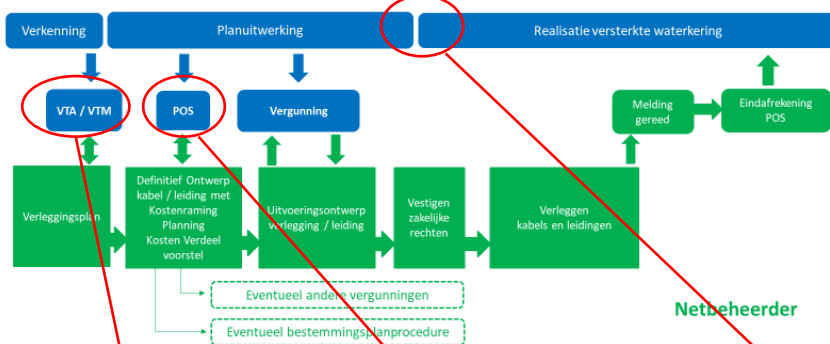 Verkenning
Planuitwerking
Realisatie versterkte waterkering
VTA / VTM
POS
Vergunning
Melding
gereed
Eindafrekening
POS
Verleggingsplan
Definitief Ontwerp
kabel / leiding met
Kostenraming
Planning
Kosten Verdeel
voorstel
Uitvoeringsontwerp
verlegging / leiding
Vestigen
zakelijke
rechten
Verleggen
kabels en leidingen
Eventueel andere vergunningen
Netbeheerder
Eventueel bestemmingsplanprocedure